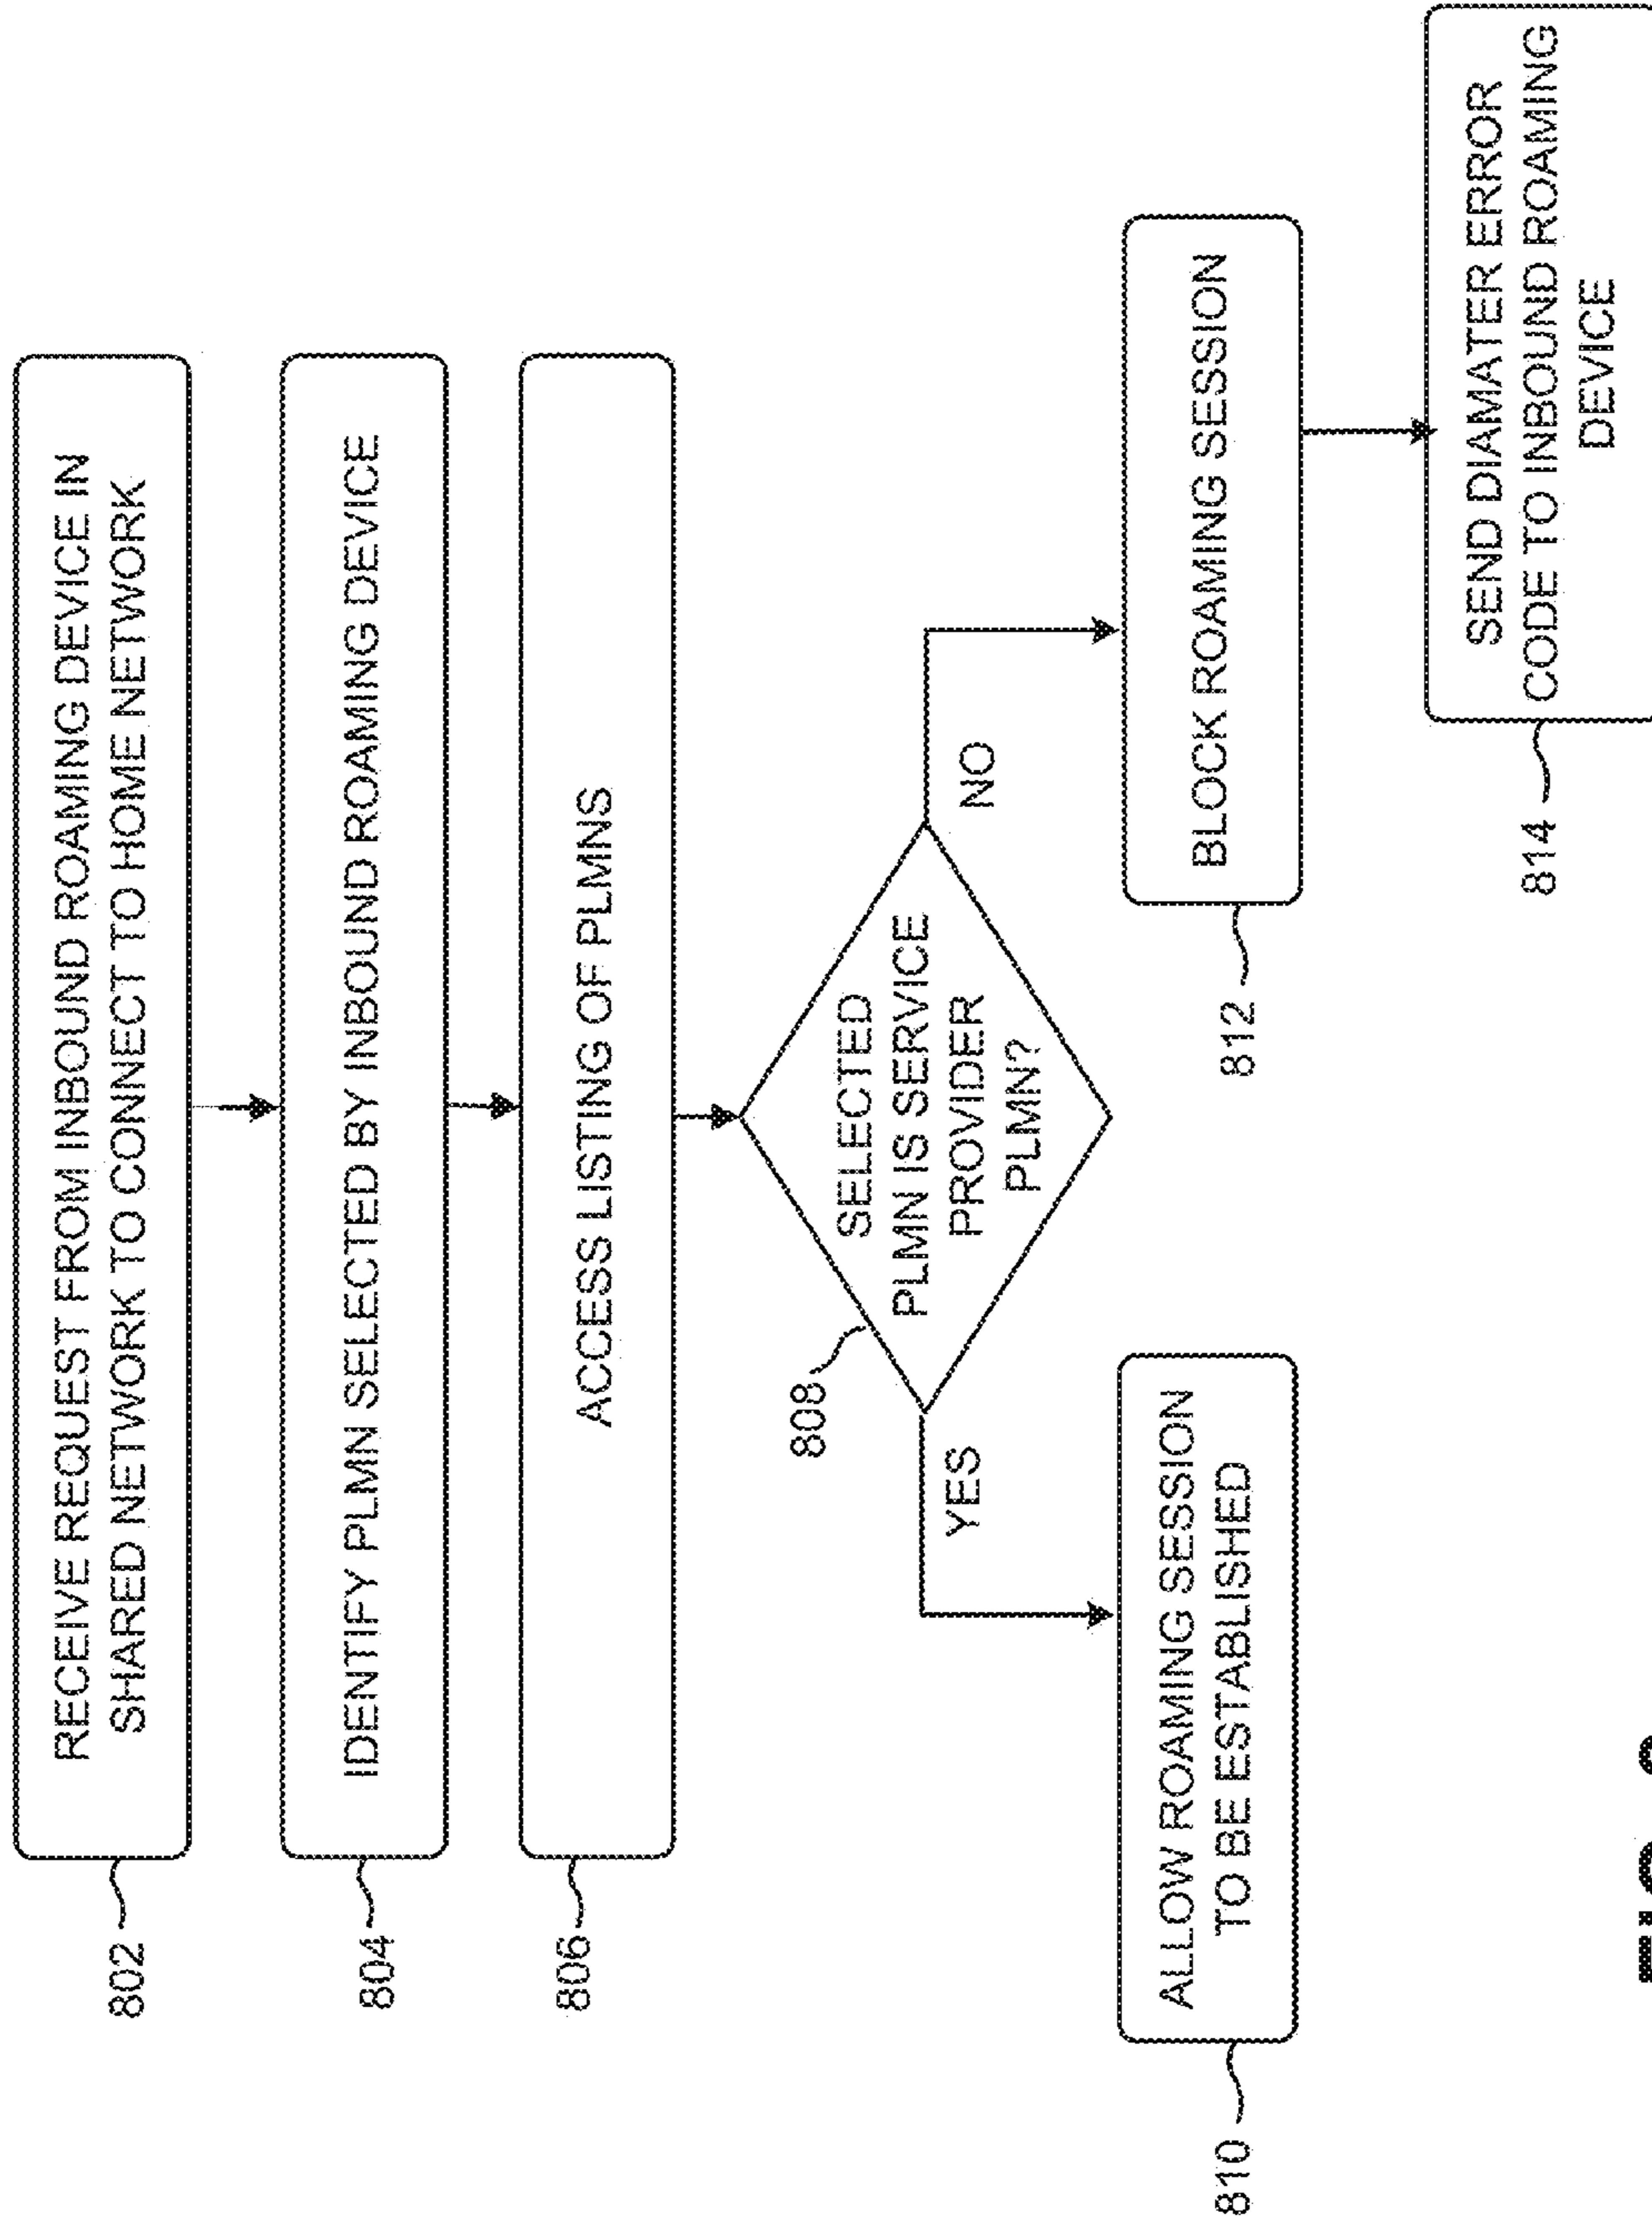 802
RECEIVE REQUEST FROM INBOUND ROAMING DEVICE IN
SHARED NETWORK TO CONNECT TO HOME NETWORK
804
IDENTIFY PLMN SELECTED BY INBOUND ROAMING DEVICE
806
ACCESS LISTING OF PLMNS
808
SELECTED
PLMN IS SERVICE
PROVIDER
PLMN?
YES
NO
810
ALLOW ROAMING SESSION
TO BE ESTABLISHED
812
BLOCK ROAMING SESSION
814
SEND DIAMATER ERROR
CODE TO INBOUND ROAMING
DEVICE